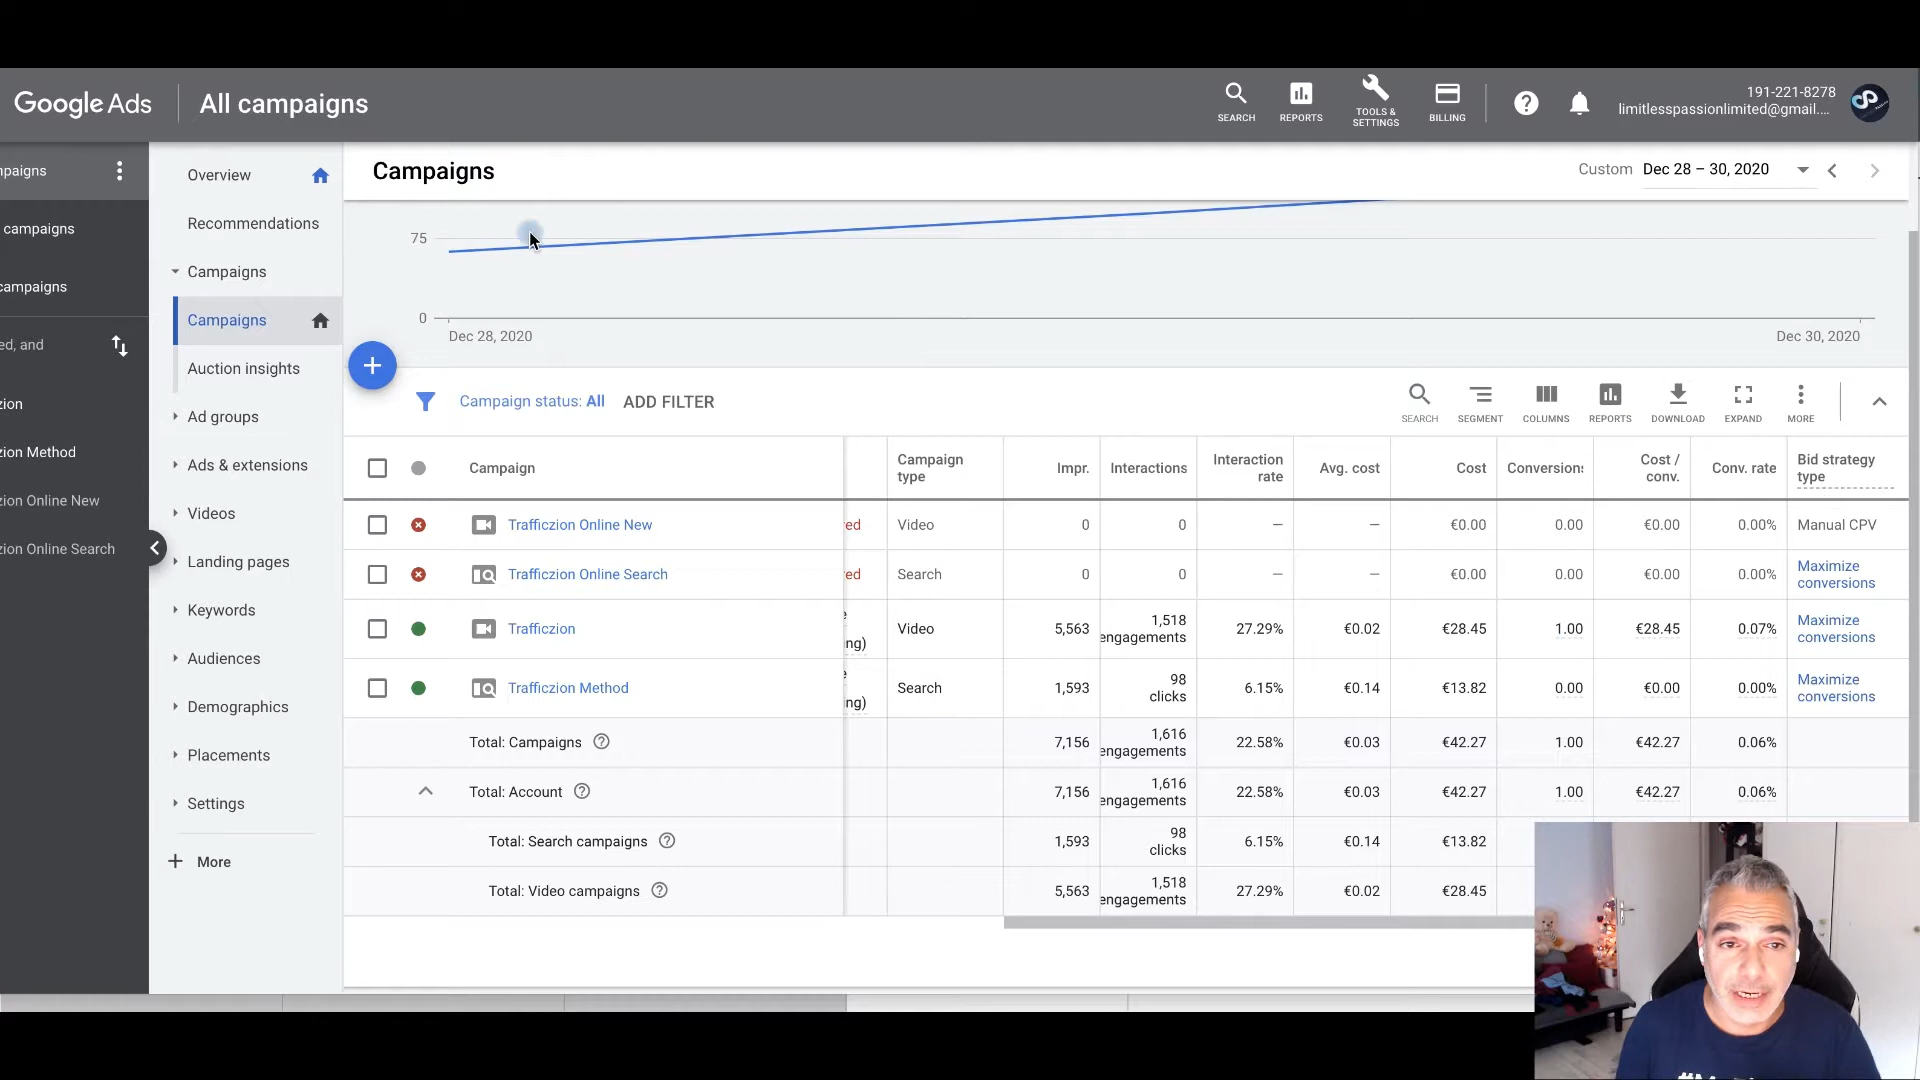 Google Ads
All campaigns
SEARCH
REPORTS
TOOLS &
SETTINGS
BILLING
191-221-8278
limitlesspassionlimited@gmail....
paigns
campaigns
campaigns
ed, and
zion
zion Method
zion Online New
zion Online Search
Overview
Recommendations
Campaigns
Campaigns
Auction insights
Ad groups
Ads & extensions
Videos
Landing pages
Keywords
Audiences
Demographics
Placements
Settings
+ More
Campaigns
Custom Dec 28 – 30, 2020
75
0
Dec 28, 2020
Dec 30, 2020
Campaign status: All ADD FILTER
SEARCH
SEGMENT
COLUMNS
REPORTS
DOWNLOAD
EXPAND
MORE
Campaign
Campaign
type
Impr.
Interactions
Interaction
rate
Avg. cost
Cost
Conversions
Cost /
conv.
Conv. rate
Bid strategy
type
Trafficzion Online New red Video 0 0 – – €0.00 0.00 €0.00 0.00% Manual CPV
Trafficzion Online Search red Search 0 0 – – €0.00 0.00 €0.00 0.00% Maximize
conversions
Trafficzion e
ing) Video 5,563 1,518
engagements 27.29% €0.02 €28.45 1.00 €28.45 0.07% Maximize
conversions
Trafficzion Method e
ing) Search 1,593 98
clicks 6.15% €0.14 €13.82 0.00 €0.00 0.00% Maximize
conversions
Total: Campaigns 7,156 1,616
engagements 22.58% €0.03 €42.27 1.00 €42.27 0.06%
Total: Account 7,156 1,616
engagements 22.58% €0.03 €42.27 1.00 €42.27 0.06%
Total: Search campaigns 1,593 98
clicks 6.15% €0.14 €13.82
Total: Video campaigns 5,563 1,518
engagements 27.29% €0.02 €28.45